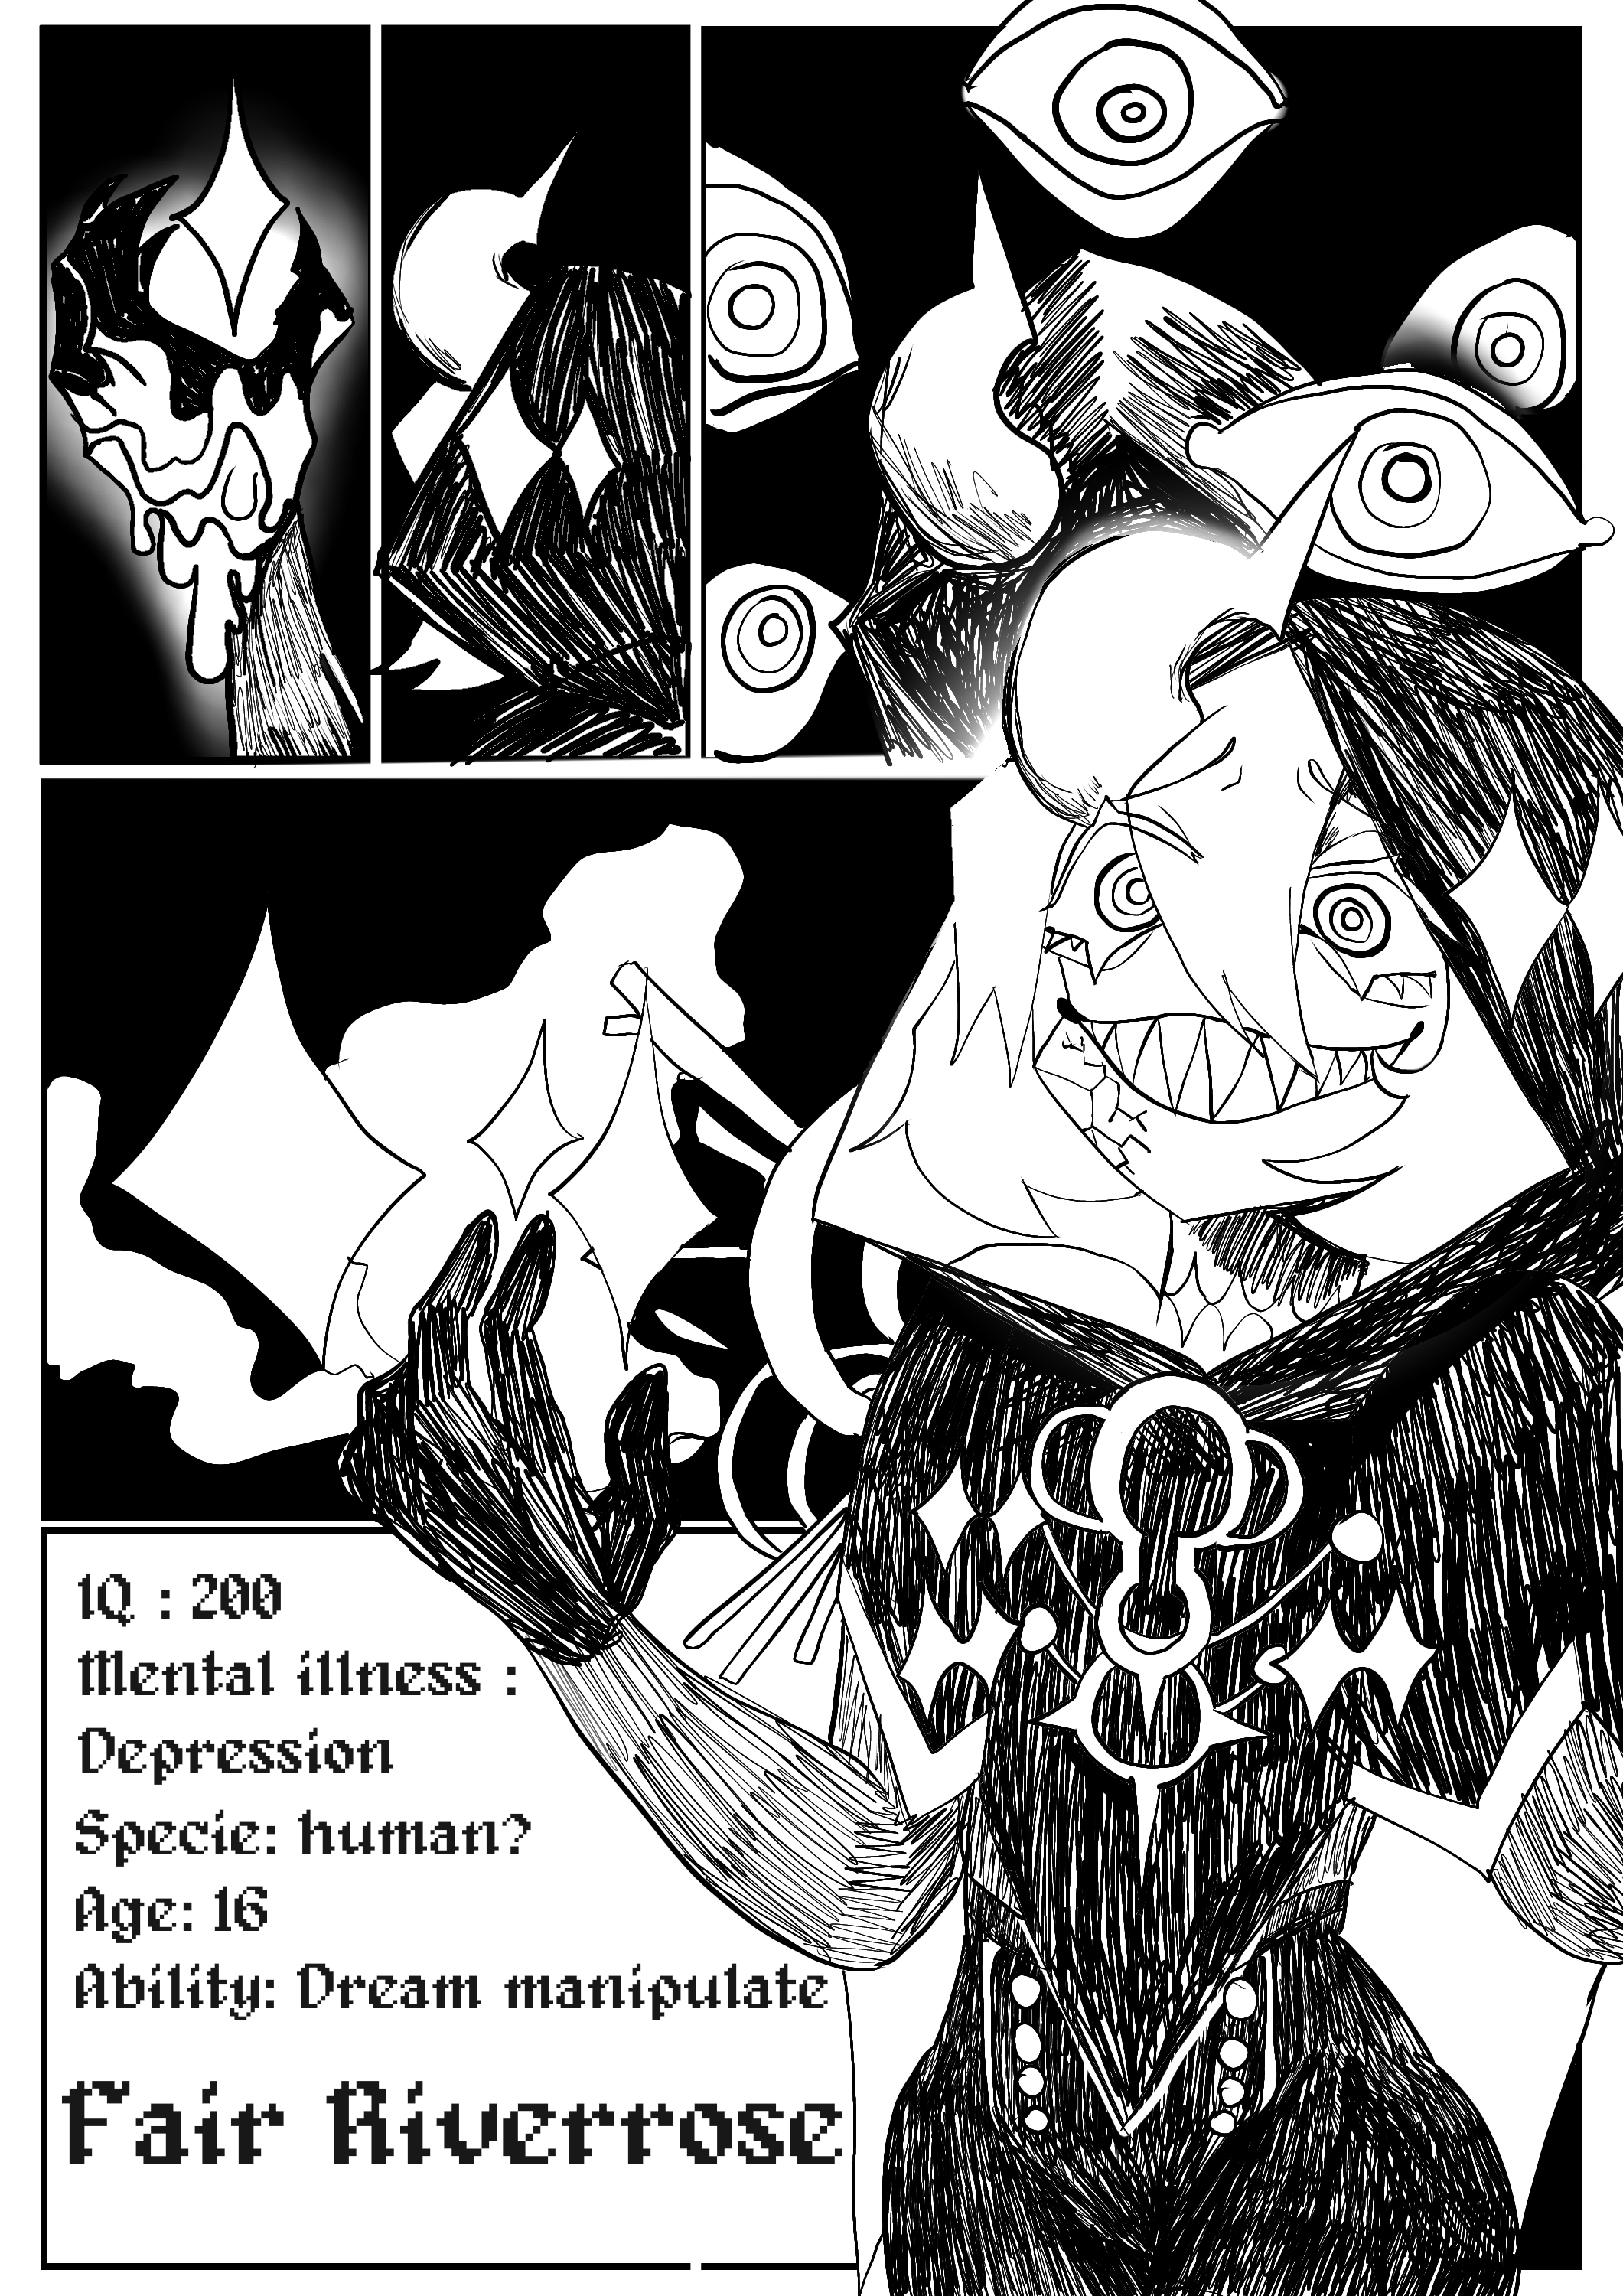 IQ : 200
Mental illness :
Depression
Specie: human?
Age: 16
Ability: Dream manipulate
Fair Riverrose